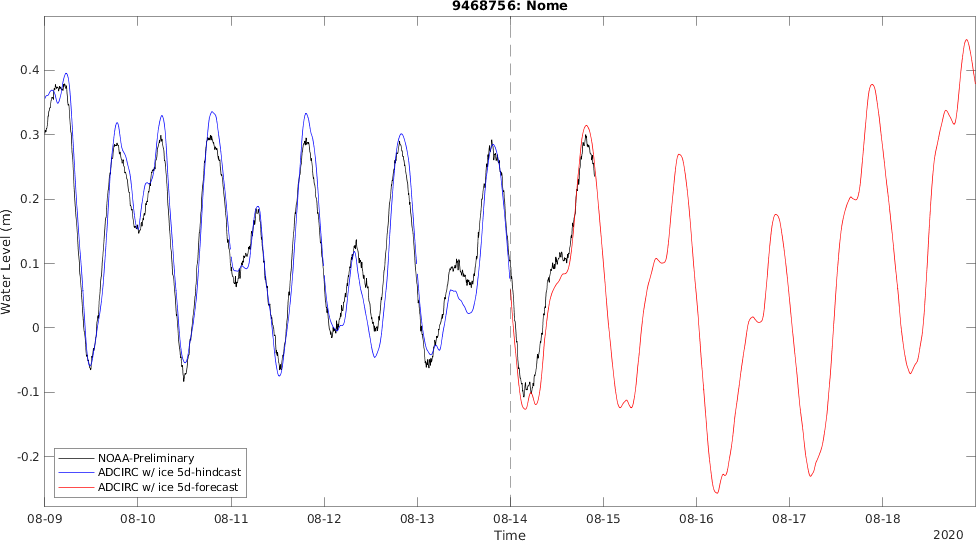 9468756: Nome
Water Level (m)
0.4
0.3
0.2
0.1
0
-0.1
-0.2
NOAA-Preliminary
ADCIRC w/ ice 5d-hindcast
ADCIRC w/ ice 5d-forecast
08-09 08-10 08-11 08-12 08-13 08-14 08-15 08-16 08-17 08-18
Time
2020